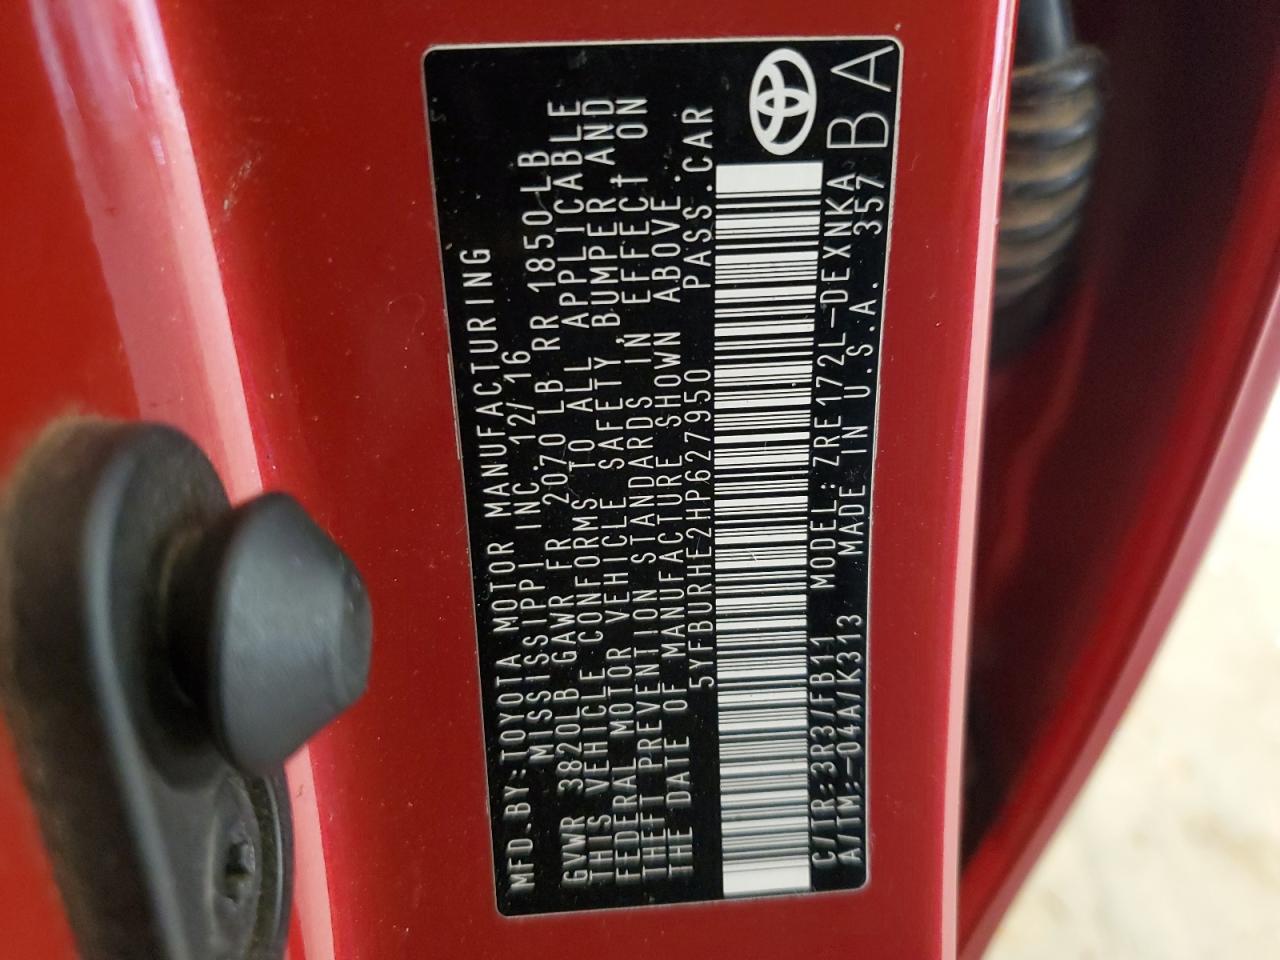 MFD.BY:TOYOTA MOTOR MANUFACTURING
MISSISSIPPI INC. 12/16
GVWR 3820LB GAWR FR 2070 LB RR 1850 LB
THIS VEHICLE CONFORMS TO ALL APPLICABLE
FEDERAL MOTOR VEHICLE SAFETY, BUMPER AND
THEFT PREVENTION STANDARDS IN EFFECT ON
THE DATE OF MANUFACTURE SHOWN ABOVE.
5YFBURHE2HP627950 PASS.CAR
C/TR:3R3/FB11 MODEL: ZRE172L-DEXNKA
A/TM:-04A/K313 MADE IN U.S.A. 357
BA